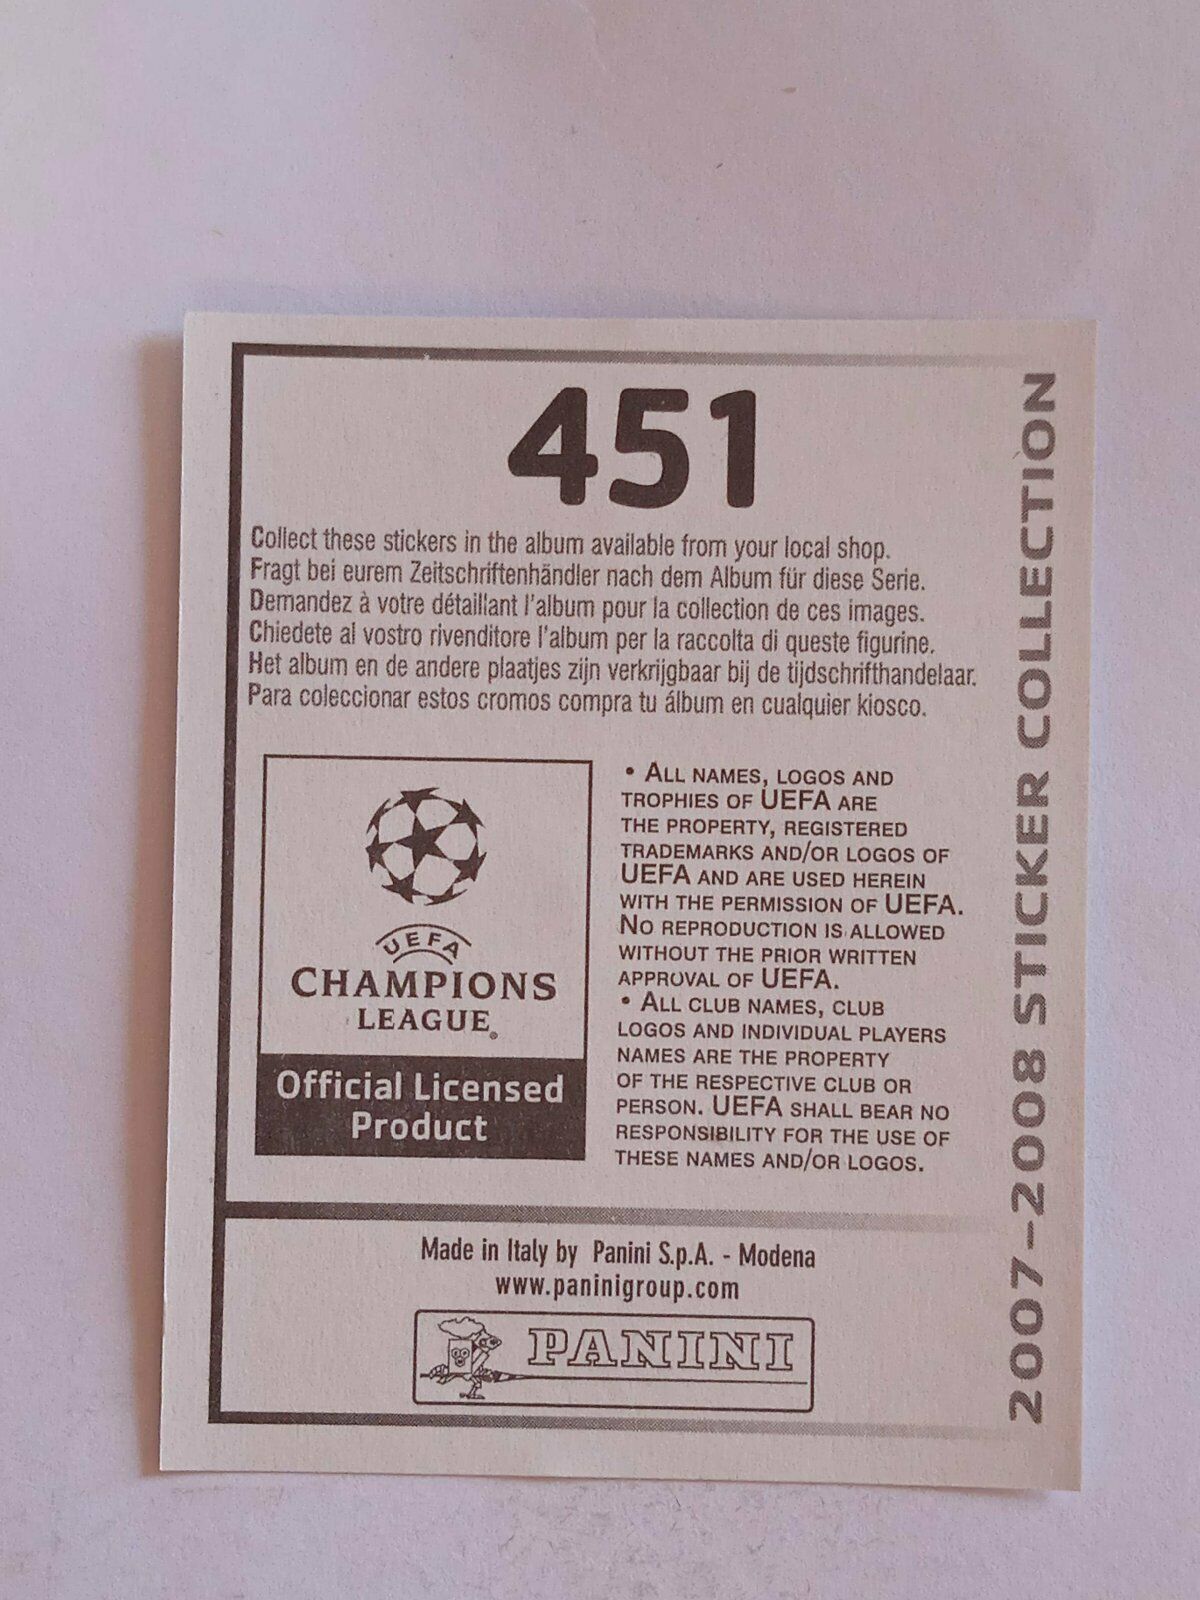 451
Collect these stickers in the album available from your local shop.
Fragt bei eurem Zeitschriftenhändler nach dem Album für diese Serie.
Demandez à votre détaillant l'album pour la collection de ces images.
Chiedete al vostro rivenditore l'album per la raccolta di queste figurine.
Het album en de andere plaatjes zijn verkrijgbaar bij de tijdschrifthandelaar.
Para coleccionar estos cromos compra tu álbum en cualquier kiosco.
UEFA
CHAMPIONS
LEAGUE®
Official Licensed
Product
• ALL NAMES, LOGOS AND
TROPHIES OF UEFA ARE
THE PROPERTY, REGISTERED
TRADEMARKS AND/OR LOGOS OF
UEFA AND ARE USED HEREIN
WITH THE PERMISSION OF UEFA.
NO REPRODUCTION IS ALLOWED
WITHOUT THE PRIOR WRITTEN
APPROVAL OF UEFA.
• ALL CLUB NAMES, CLUB
LOGOS AND INDIVIDUAL PLAYERS
NAMES ARE THE PROPERTY
OF THE RESPECTIVE CLUB OR
PERSON. UEFA SHALL BEAR NO
RESPONSIBILITY FOR THE USE OF
THESE NAMES AND/OR LOGOS.
Made in Italy by Panini S.p.A. - Modena
www.paninigroup.com
PANINI
2007-2008 STICKER COLLECTION